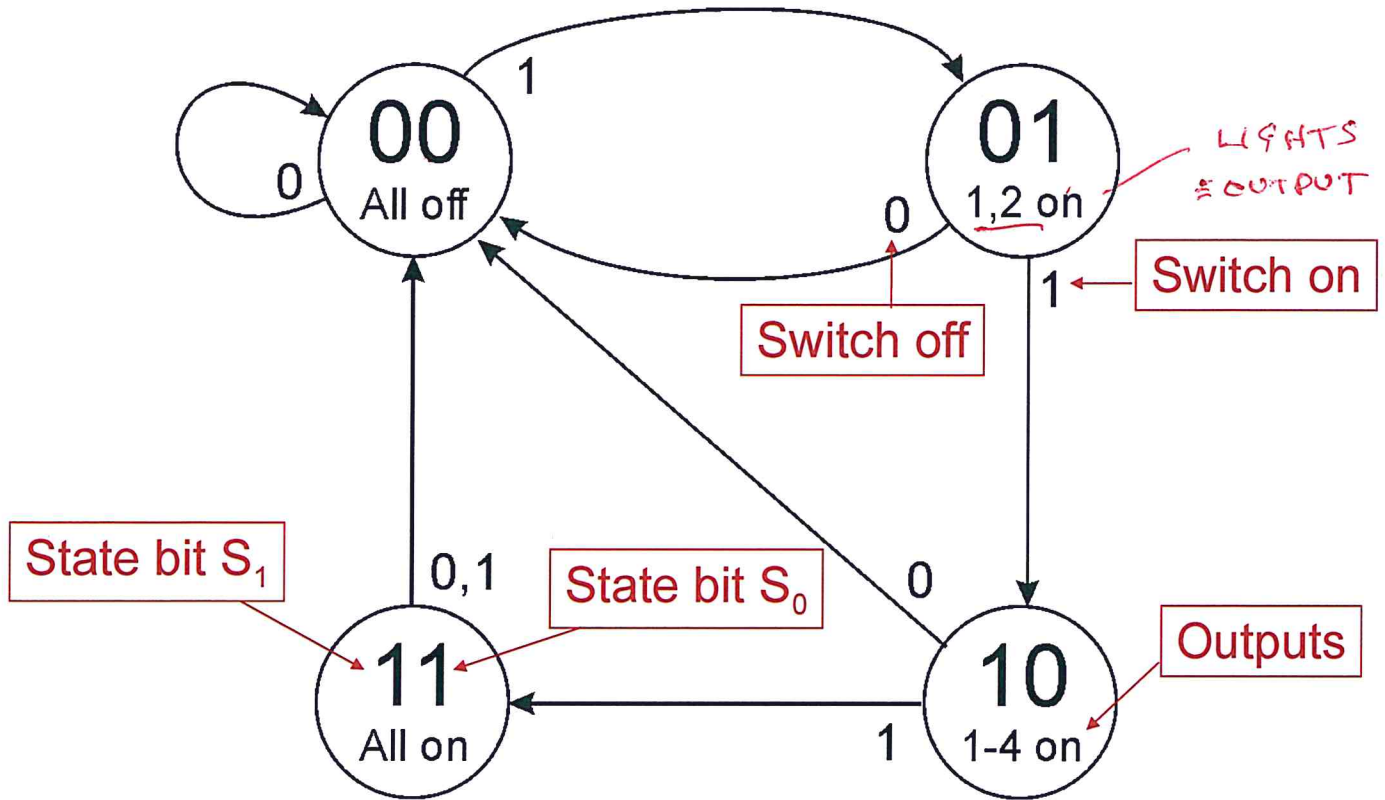 1
00
All off
0
01
1,2 on
LIGHTS
= OUTPUT
0
1
Switch on
Switch off
State bit S₁
0,1
State bit S₀
0
Outputs
11
All on
10
1-4 on
1